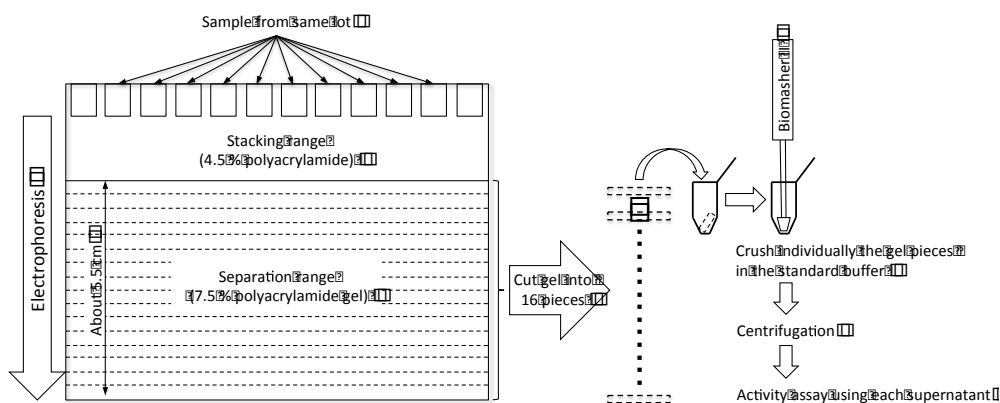 Sample from same lot
Stacking range
(4.5 % polyacrylamide)
Electrophoresis
About 5.5 cm
Separation range
(7.5 % polyacrylamide gel)
Cut gel into
16 pieces
Biomasher II
Crush individually the gel pieces
in the standard buffer
Centrifugation
Activity assay using each supernatant